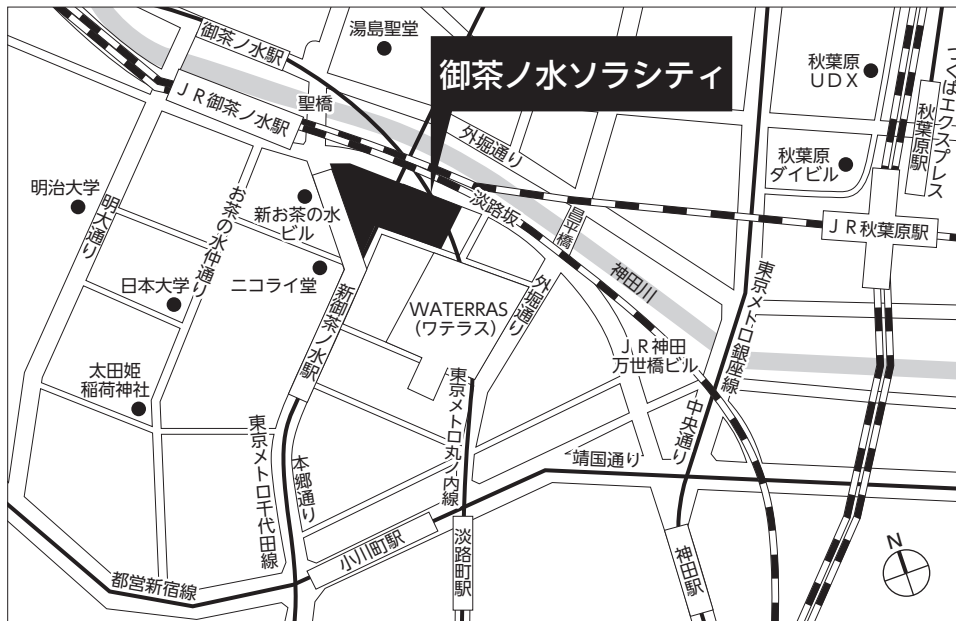 御茶ノ水駅
湯島聖堂
御茶ノ水ソラシティ
秋葉原
UDX
つくばエクスプレス
秋葉原駅
JR御茶ノ水駅
聖橋
外堀通り
秋葉原
ダイビル
明治大学
明大通り
お茶の水仲通り
新お茶の水
ビル
淡路坂
昌平橋
JR秋葉原駅
神田川
日本大学
ニコライ堂
新御茶ノ水駅
WATERRAS
(ワテラス)
外堀通り
東京メトロ銀座線
JR神田
万世橋ビル
太田姫
稲荷神社
東京メトロ千代田線
本郷通り
東京メトロ丸ノ内線
中央通り
靖国通り
小川町駅
淡路町駅
神田駅
都営新宿線
N